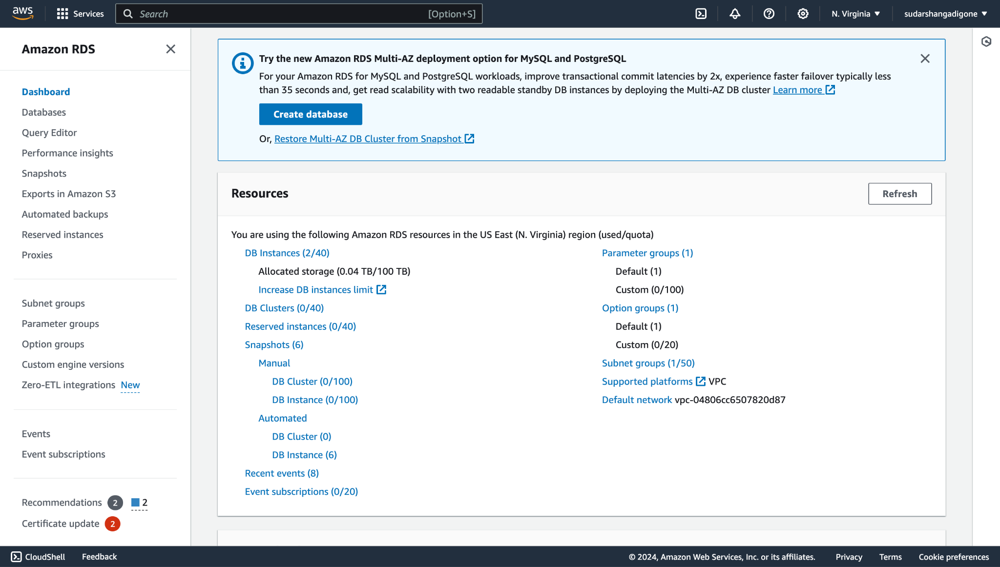 aws
Services
Search
[Option+S]
N. Virginia
sudarshangadigone
Amazon RDS
Dashboard
Databases
Query Editor
Performance insights
Snapshots
Exports in Amazon S3
Automated backups
Reserved instances
Proxies
Subnet groups
Parameter groups
Option groups
Custom engine versions
Zero-ETL integrations New
Events
Event subscriptions
Recommendations 2 2
Certificate update 2
Try the new Amazon RDS Multi-AZ deployment option for MySQL and PostgreSQL
For your Amazon RDS for MySQL and PostgreSQL workloads, improve transactional commit latencies by 2x, experience faster failover typically less
than 35 seconds and, get read scalability with two readable standby DB instances by deploying the Multi-AZ DB cluster Learn more
Create database
Or, Restore Multi-AZ DB Cluster from Snapshot
Resources
Refresh
You are using the following Amazon RDS resources in the US East (N. Virginia) region (used/quota)
DB Instances (2/40)
Allocated storage (0.04 TB/100 TB)
Increase DB instances limit
DB Clusters (0/40)
Reserved instances (0/40)
Snapshots (6)
Manual
DB Cluster (0/100)
DB Instance (0/100)
Automated
DB Cluster (0)
DB Instance (6)
Recent events (8)
Event subscriptions (0/20)
Parameter groups (1)
Default (1)
Custom (0/100)
Option groups (1)
Default (1)
Custom (0/20)
Subnet groups (1/50)
Supported platforms VPC
Default network vpc-04806cc6507820d87
CloudShell
Feedback
© 2024, Amazon Web Services, Inc. or its affiliates.
Privacy
Terms
Cookie preferences